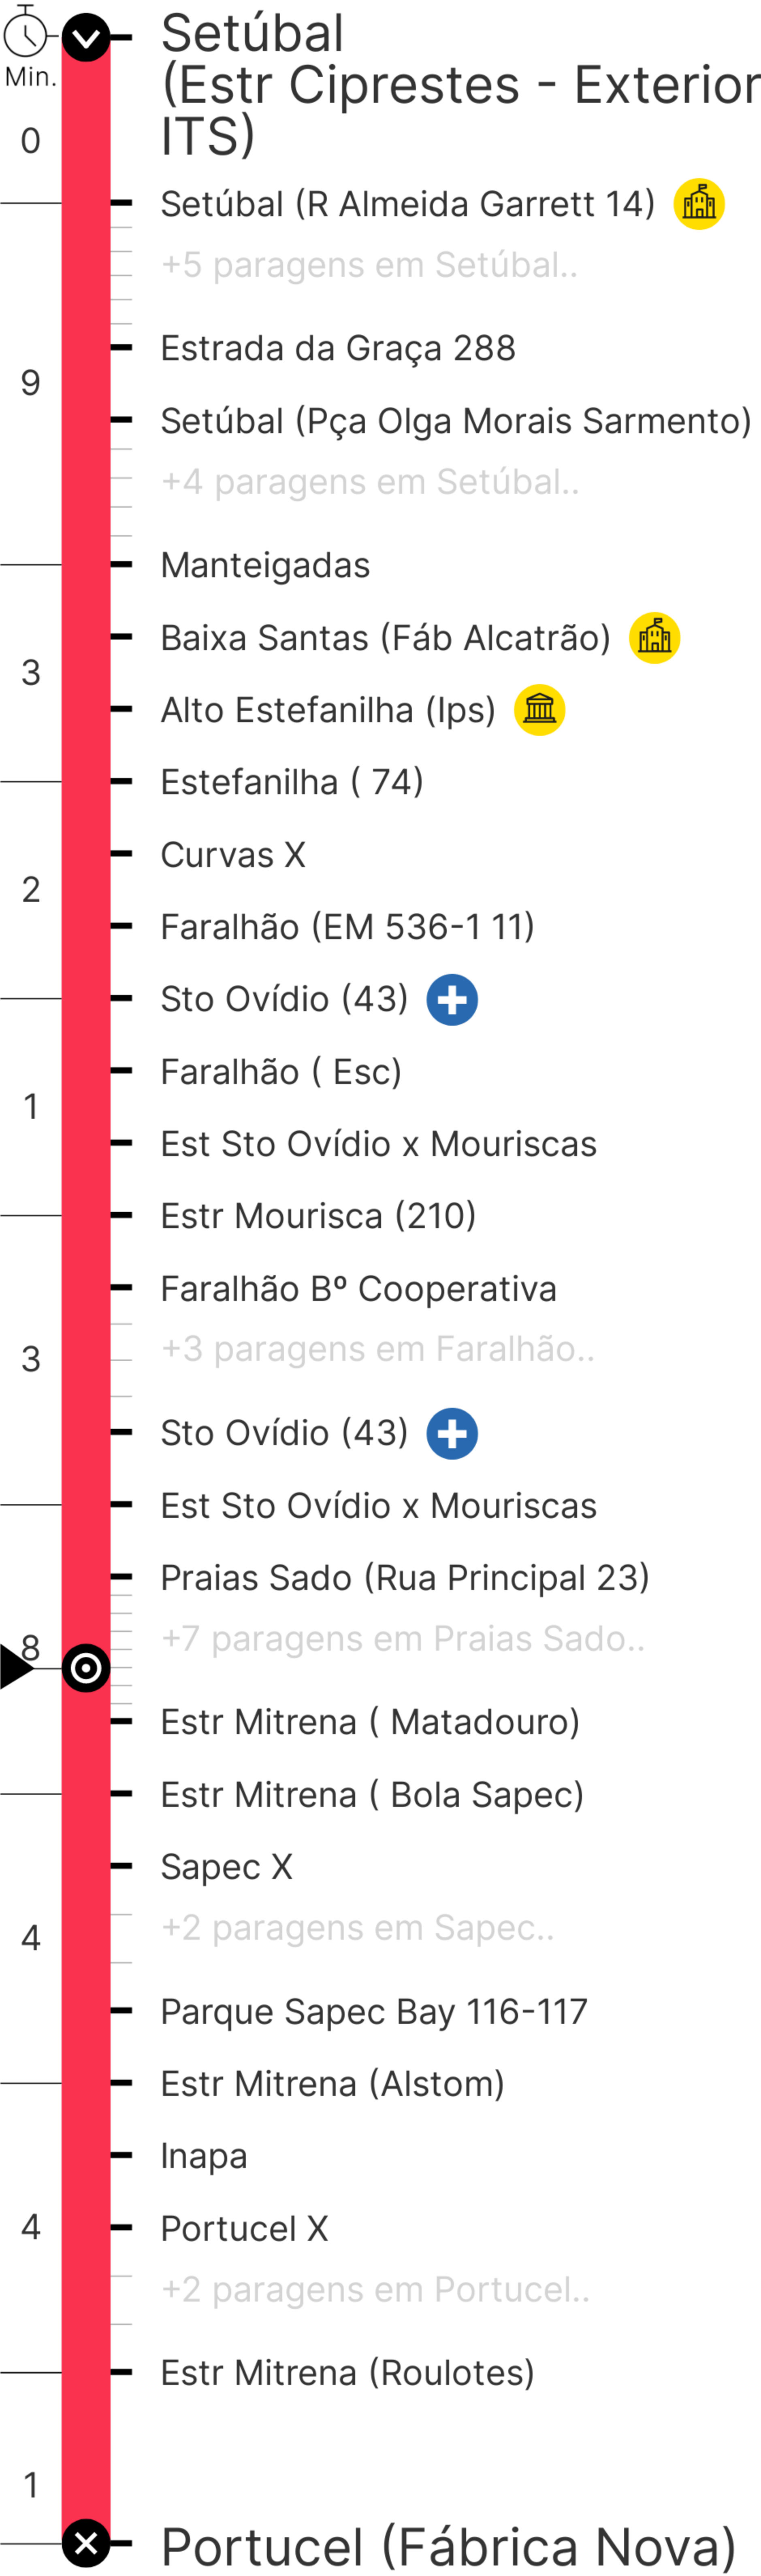 Min.
Setúbal
(Estr Ciprestes - Exterior
ITS)
0
Setúbal (R Almeida Garrett 14)
+5 paragens em Setúbal..
Estrada da Graça 288
9
Setúbal (Pça Olga Morais Sarmento)
+4 paragens em Setúbal..
Manteigadas
Baixa Santas (Fáb Alcatrão)
3
Alto Estefanilha (Ips)
Estefanilha ( 74)
Curvas X
2
Faralhão (EM 536-1 11)
Sto Ovídio (43)
Faralhão ( Esc)
1
Est Sto Ovídio x Mouriscas
Estr Mourisca (210)
Faralhão Bº Cooperativa
+3 paragens em Faralhão..
3
Sto Ovídio (43)
Est Sto Ovídio x Mouriscas
Praias Sado (Rua Principal 23)
+7 paragens em Praias Sado..
8
Estr Mitrena ( Matadouro)
Estr Mitrena ( Bola Sapec)
Sapec X
+2 paragens em Sapec..
4
Parque Sapec Bay 116-117
Estr Mitrena (Alstom)
Inapa
4
Portucel X
+2 paragens em Portucel..
Estr Mitrena (Roulotes)
1
Portucel (Fábrica Nova)